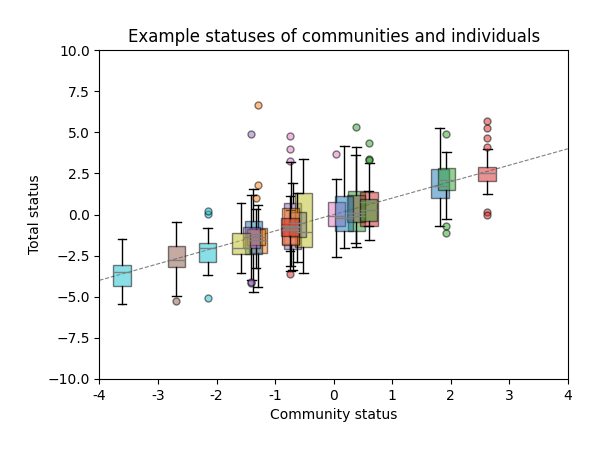 Example statuses of communities and individuals
10.0
7.5
5.0
2.5
0.0
−2.5
−5.0
−7.5
−10.0
Total status
-4 -3 -2 -1 0 1 2 3 4
Community status